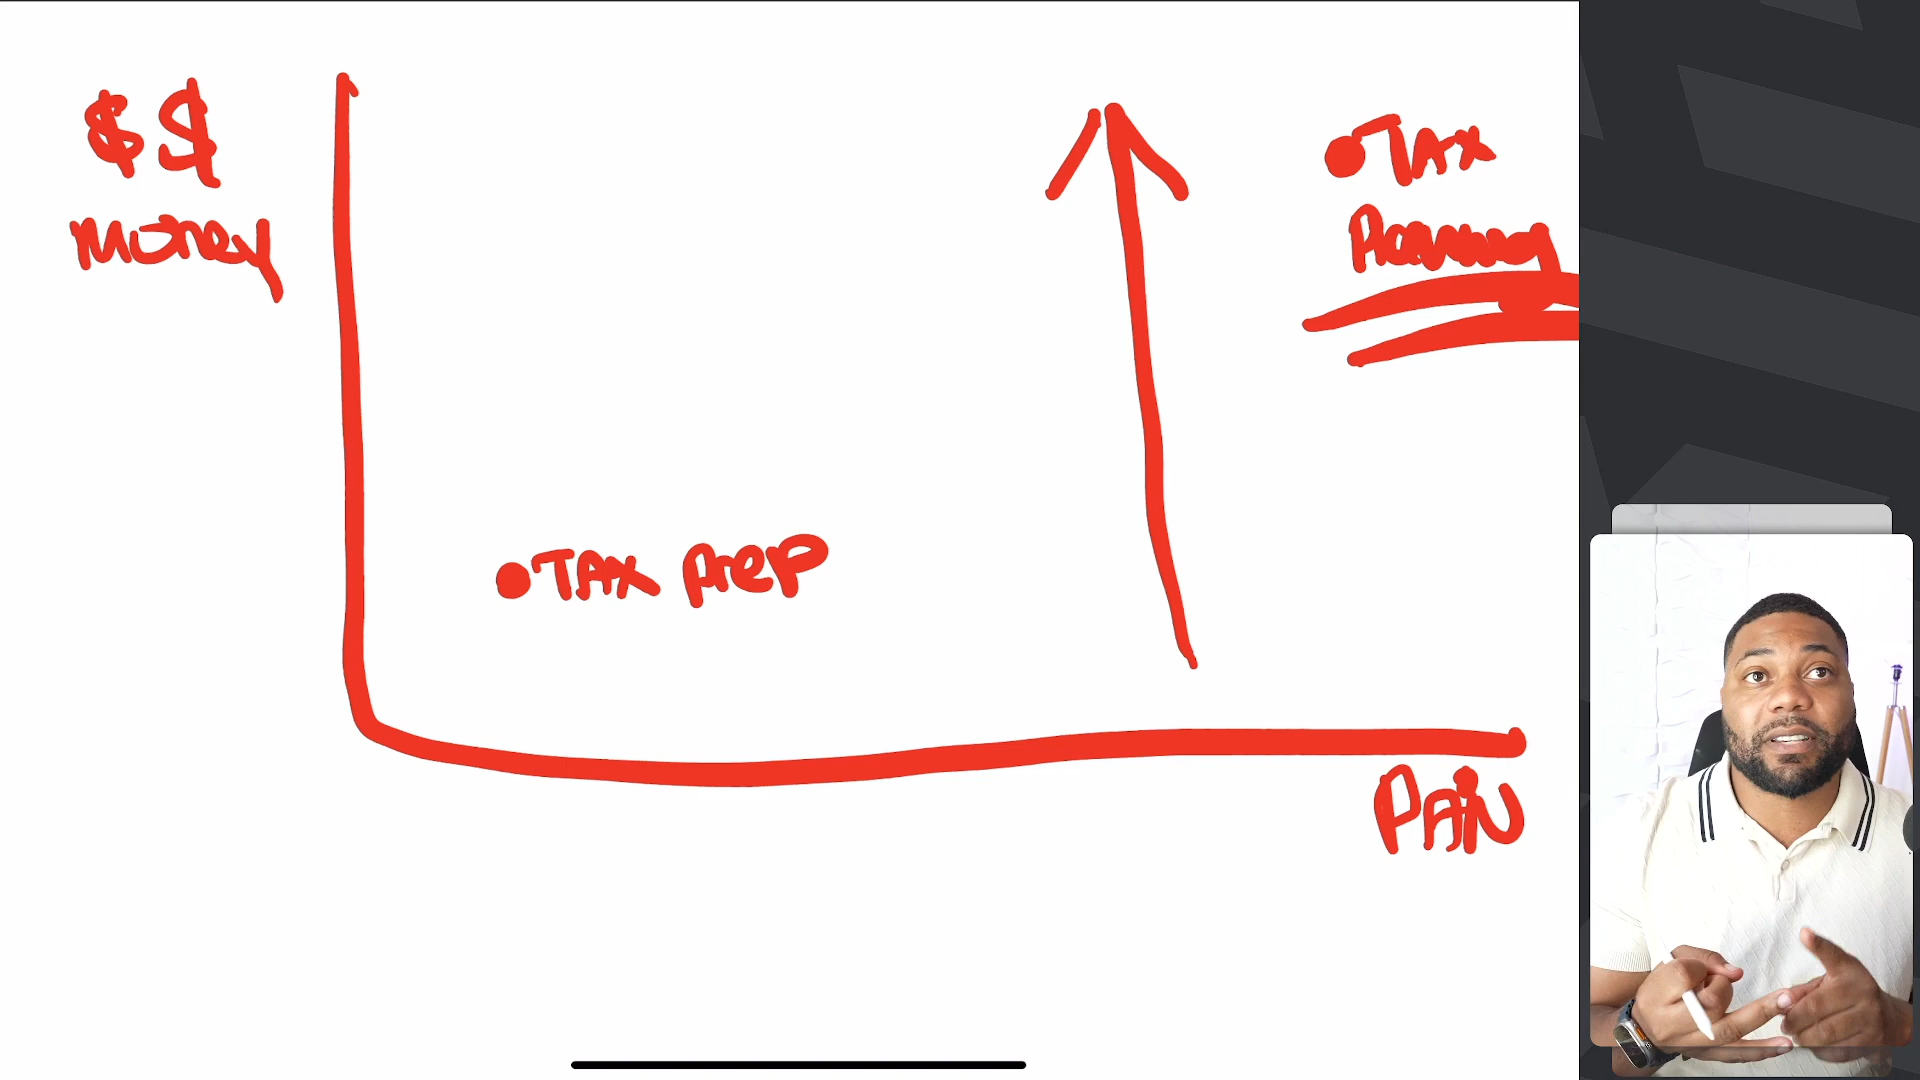 $$
Money
• TAX
Planning
• TAX Prep
PAiN